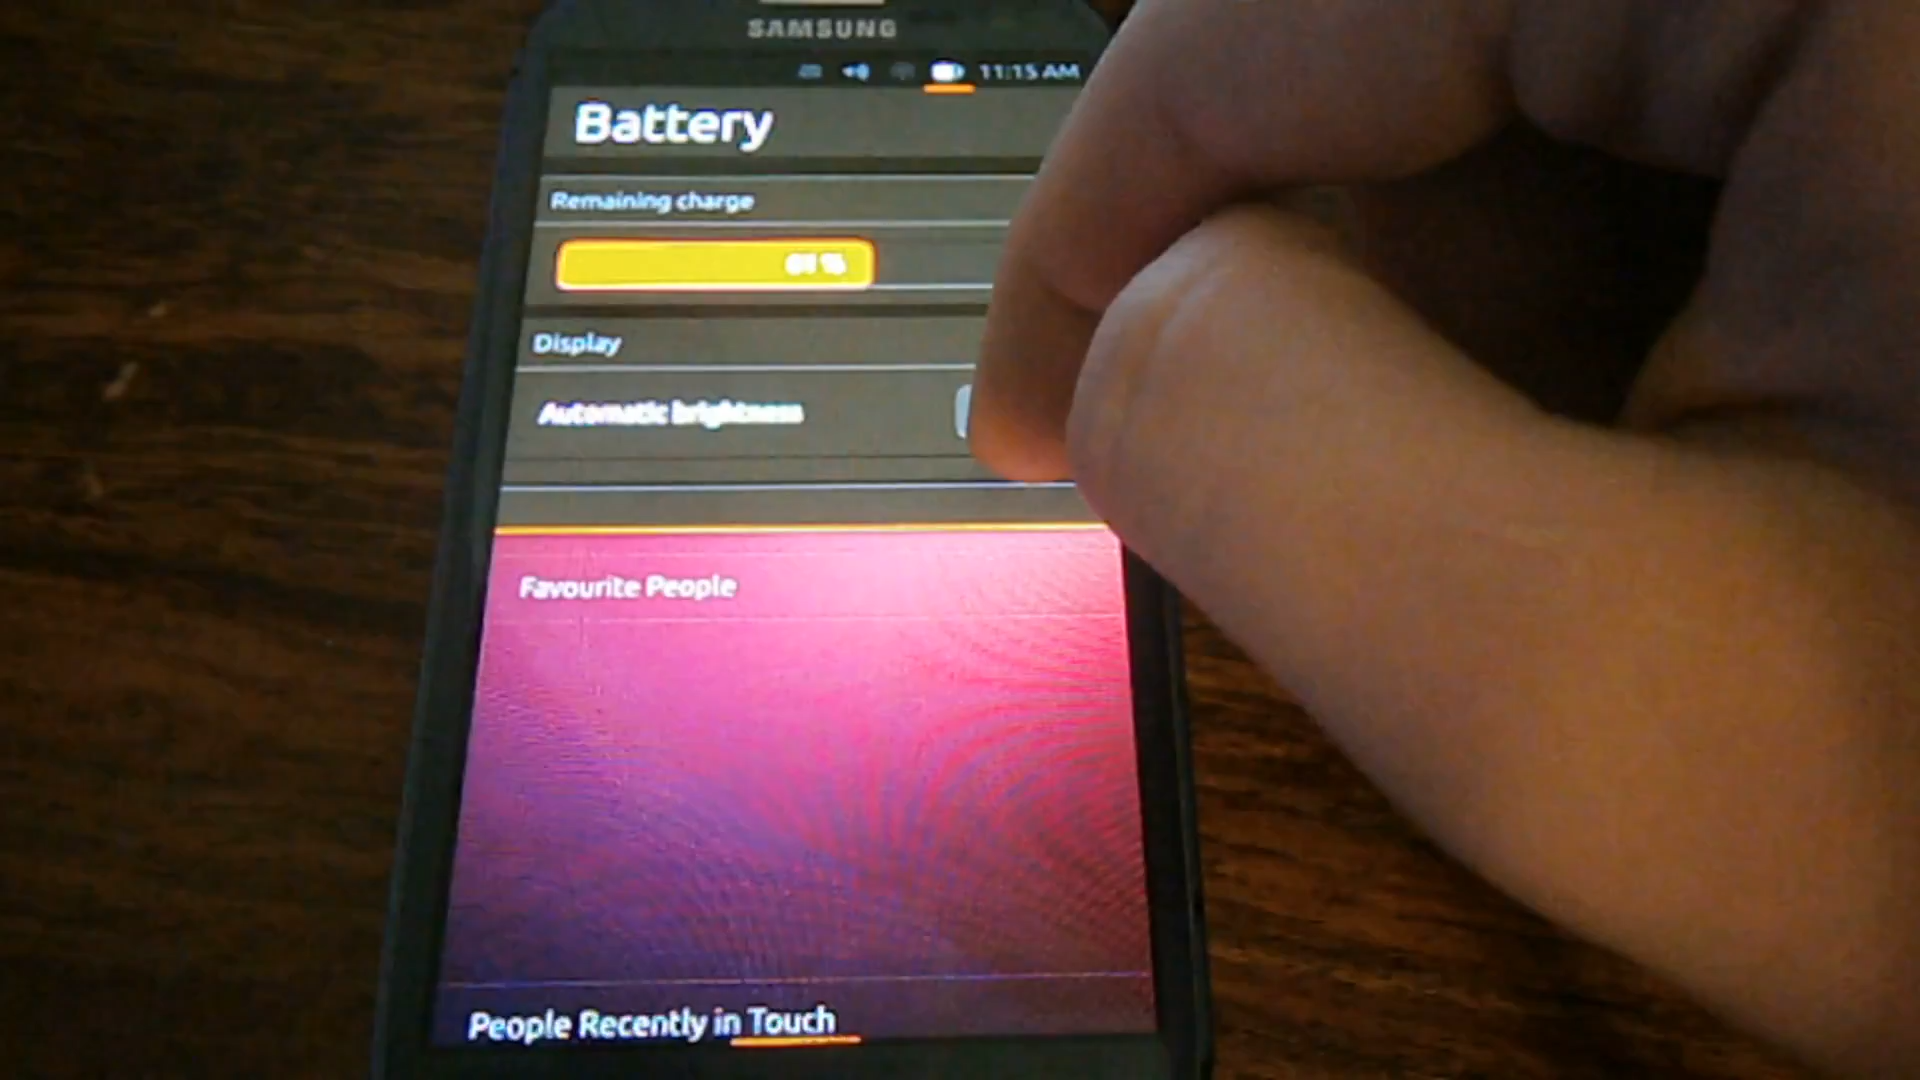 SAMSUNG
11:15 AM
Battery
Remaining charge
Display
Automatic brightness
Favourite People
People Recently in Touch